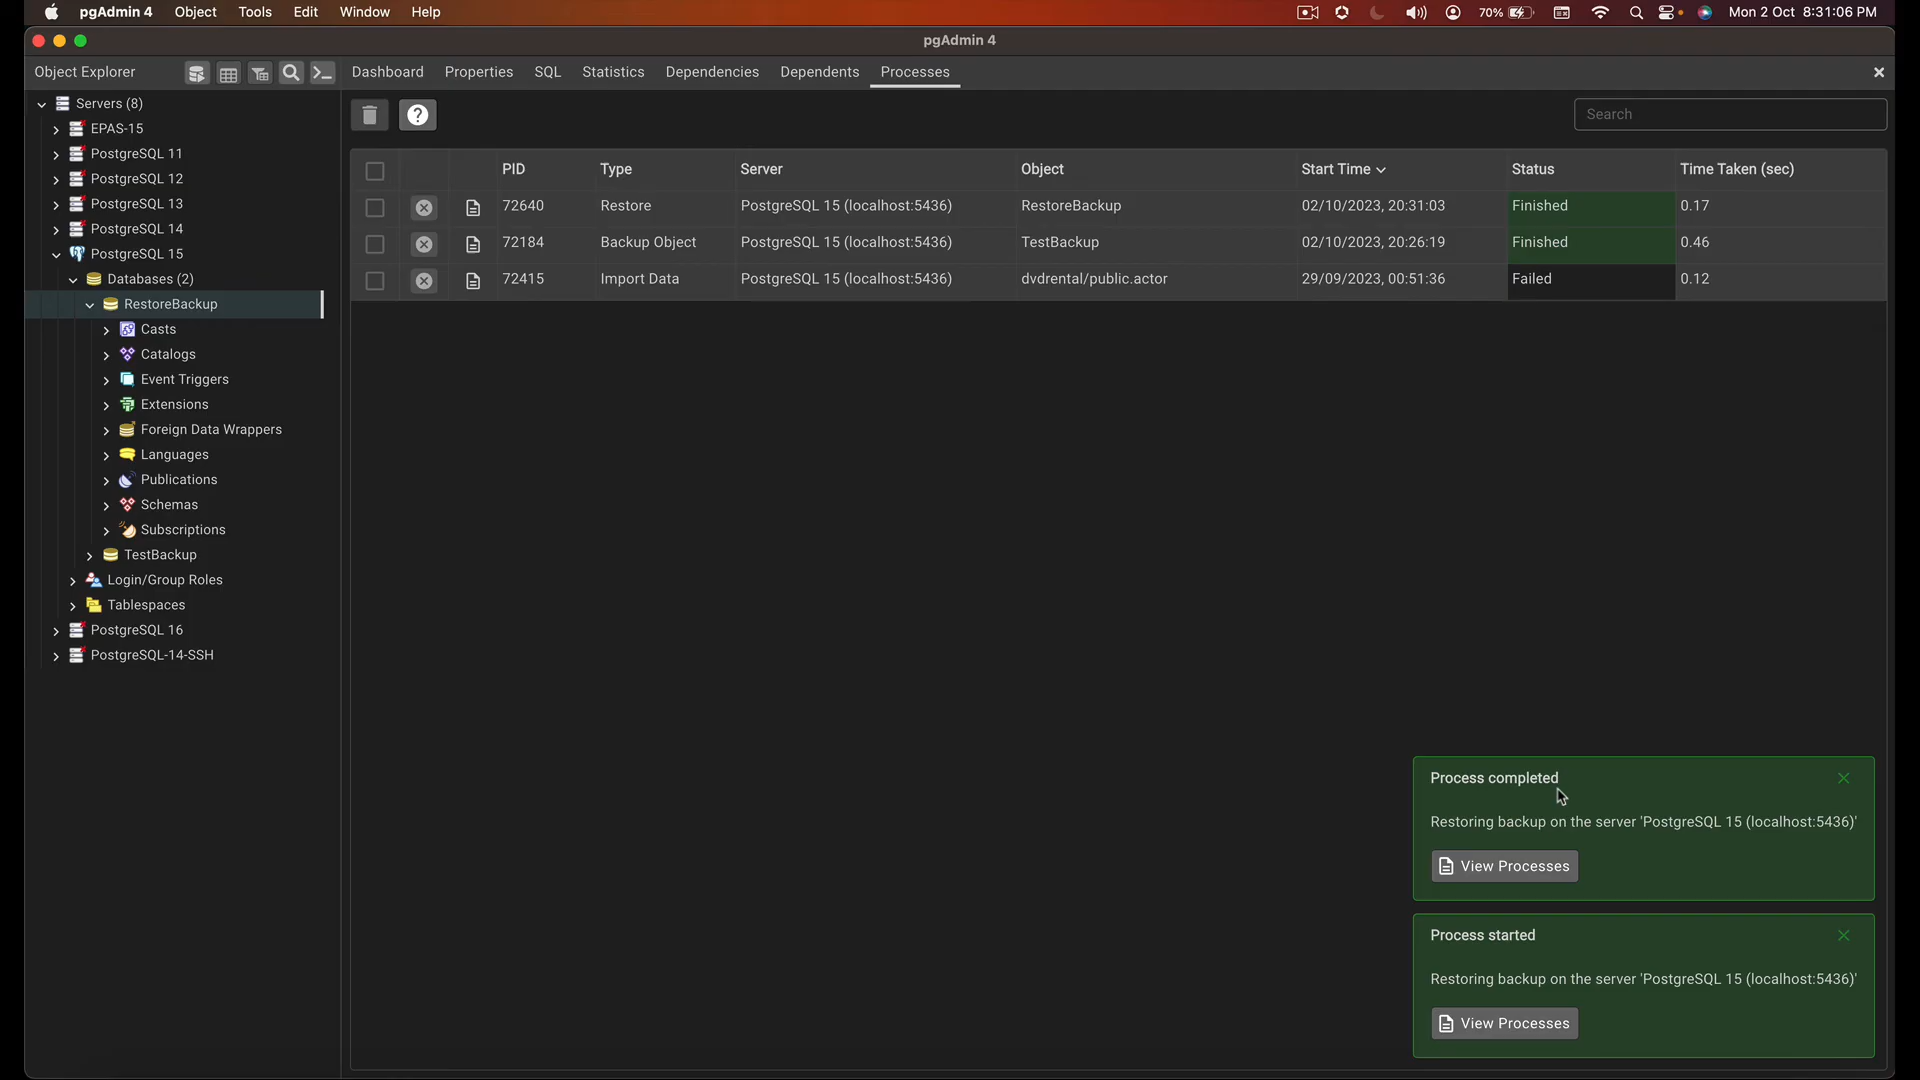 pgAdmin 4 Object Tools Edit Window Help 70% Mon 2 Oct 8:31:06 PM
pgAdmin 4
Object Explorer
Dashboard Properties SQL Statistics Dependencies Dependents Processes
Search
Servers (8)
EPAS-15
PostgreSQL 11
PostgreSQL 12
PostgreSQL 13
PostgreSQL 14
PostgreSQL 15
Databases (2)
RestoreBackup
Casts
Catalogs
Event Triggers
Extensions
Foreign Data Wrappers
Languages
Publications
Schemas
Subscriptions
TestBackup
Login/Group Roles
Tablespaces
PostgreSQL 16
PostgreSQL-14-SSH
PID Type Server Object Start Time Status Time Taken (sec)
72640 Restore PostgreSQL 15 (localhost:5436) RestoreBackup 02/10/2023, 20:31:03 Finished 0.17
72184 Backup Object PostgreSQL 15 (localhost:5436) TestBackup 02/10/2023, 20:26:19 Finished 0.46
72415 Import Data PostgreSQL 15 (localhost:5436) dvdrental/public.actor 29/09/2023, 00:51:36 Failed 0.12
Process completed
Restoring backup on the server 'PostgreSQL 15 (localhost:5436)'
View Processes
Process started
Restoring backup on the server 'PostgreSQL 15 (localhost:5436)'
View Processes